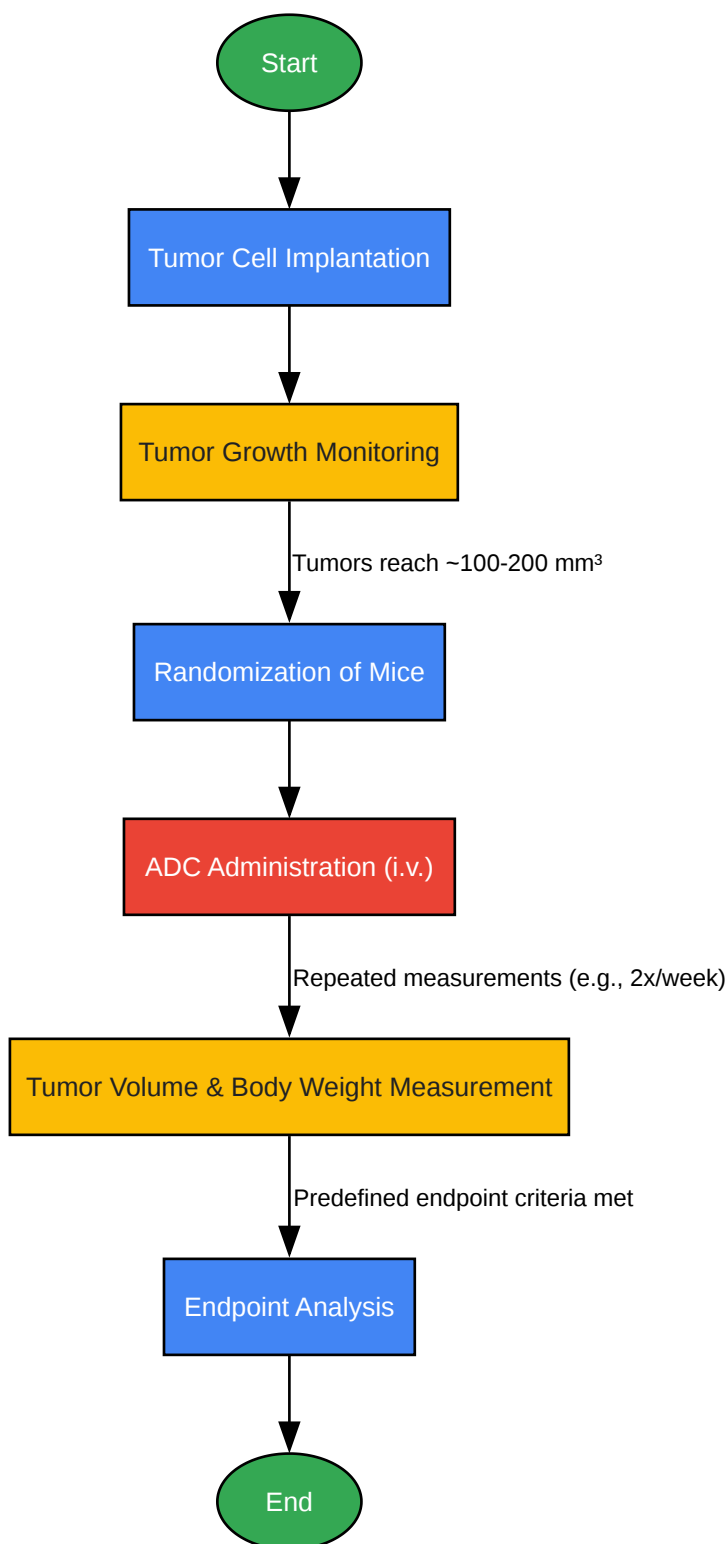 Start
Tumor Cell Implantation
Tumor Growth Monitoring
Tumors reach ~100-200 mm³
Randomization of Mice
ADC Administration (i.v.)
Repeated measurements (e.g., 2x/week)
Tumor Volume & Body Weight Measurement
Predefined endpoint criteria met
Endpoint Analysis
End